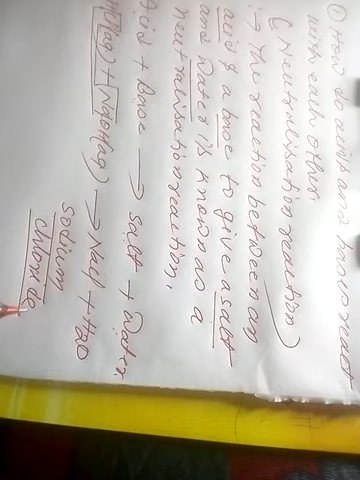 ① How do acids and bases react
with each other
(Neutralisation reaction)
:→ The reaction between an
acid & a base to give a salt
and water is known as a
neutralisation reaction,
Acid + Base → salt + water.
HCl(aq) + NaOH(aq) → NaCl + H2O
sodium
chloride